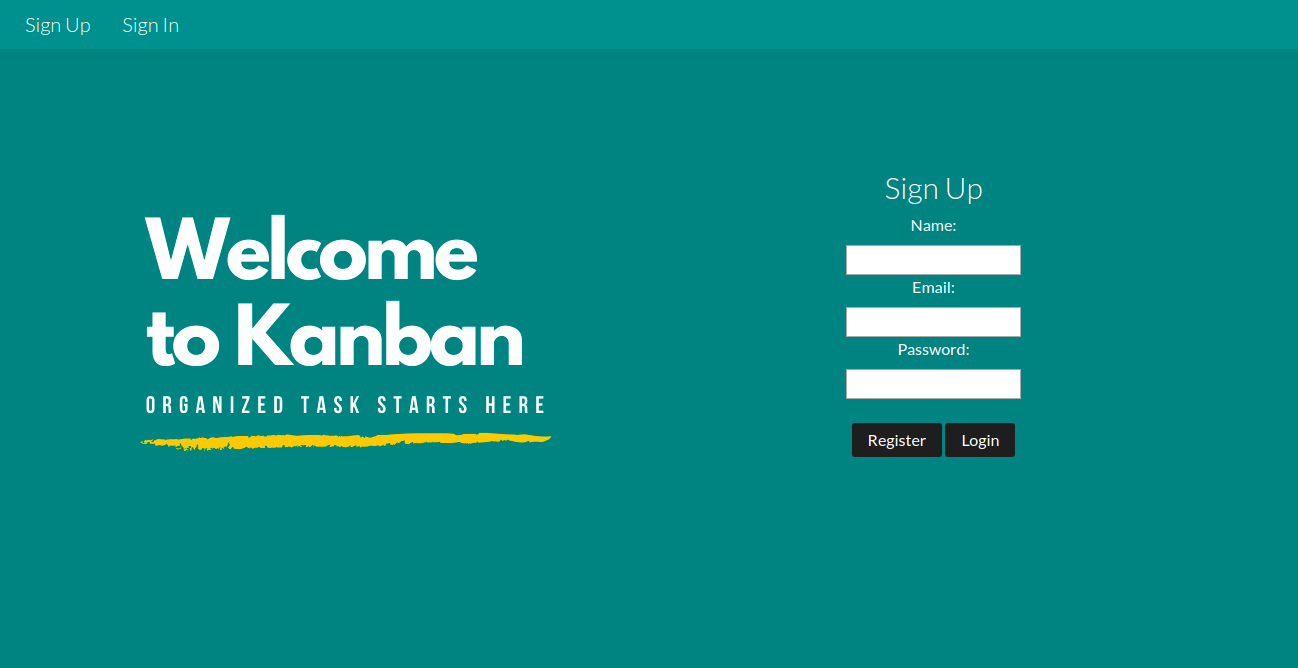 Sign Up Sign In
Welcome
to Kanban
ORGANIZED TASK STARTS HERE
Sign Up
Name:
Email:
Password:
Register Login